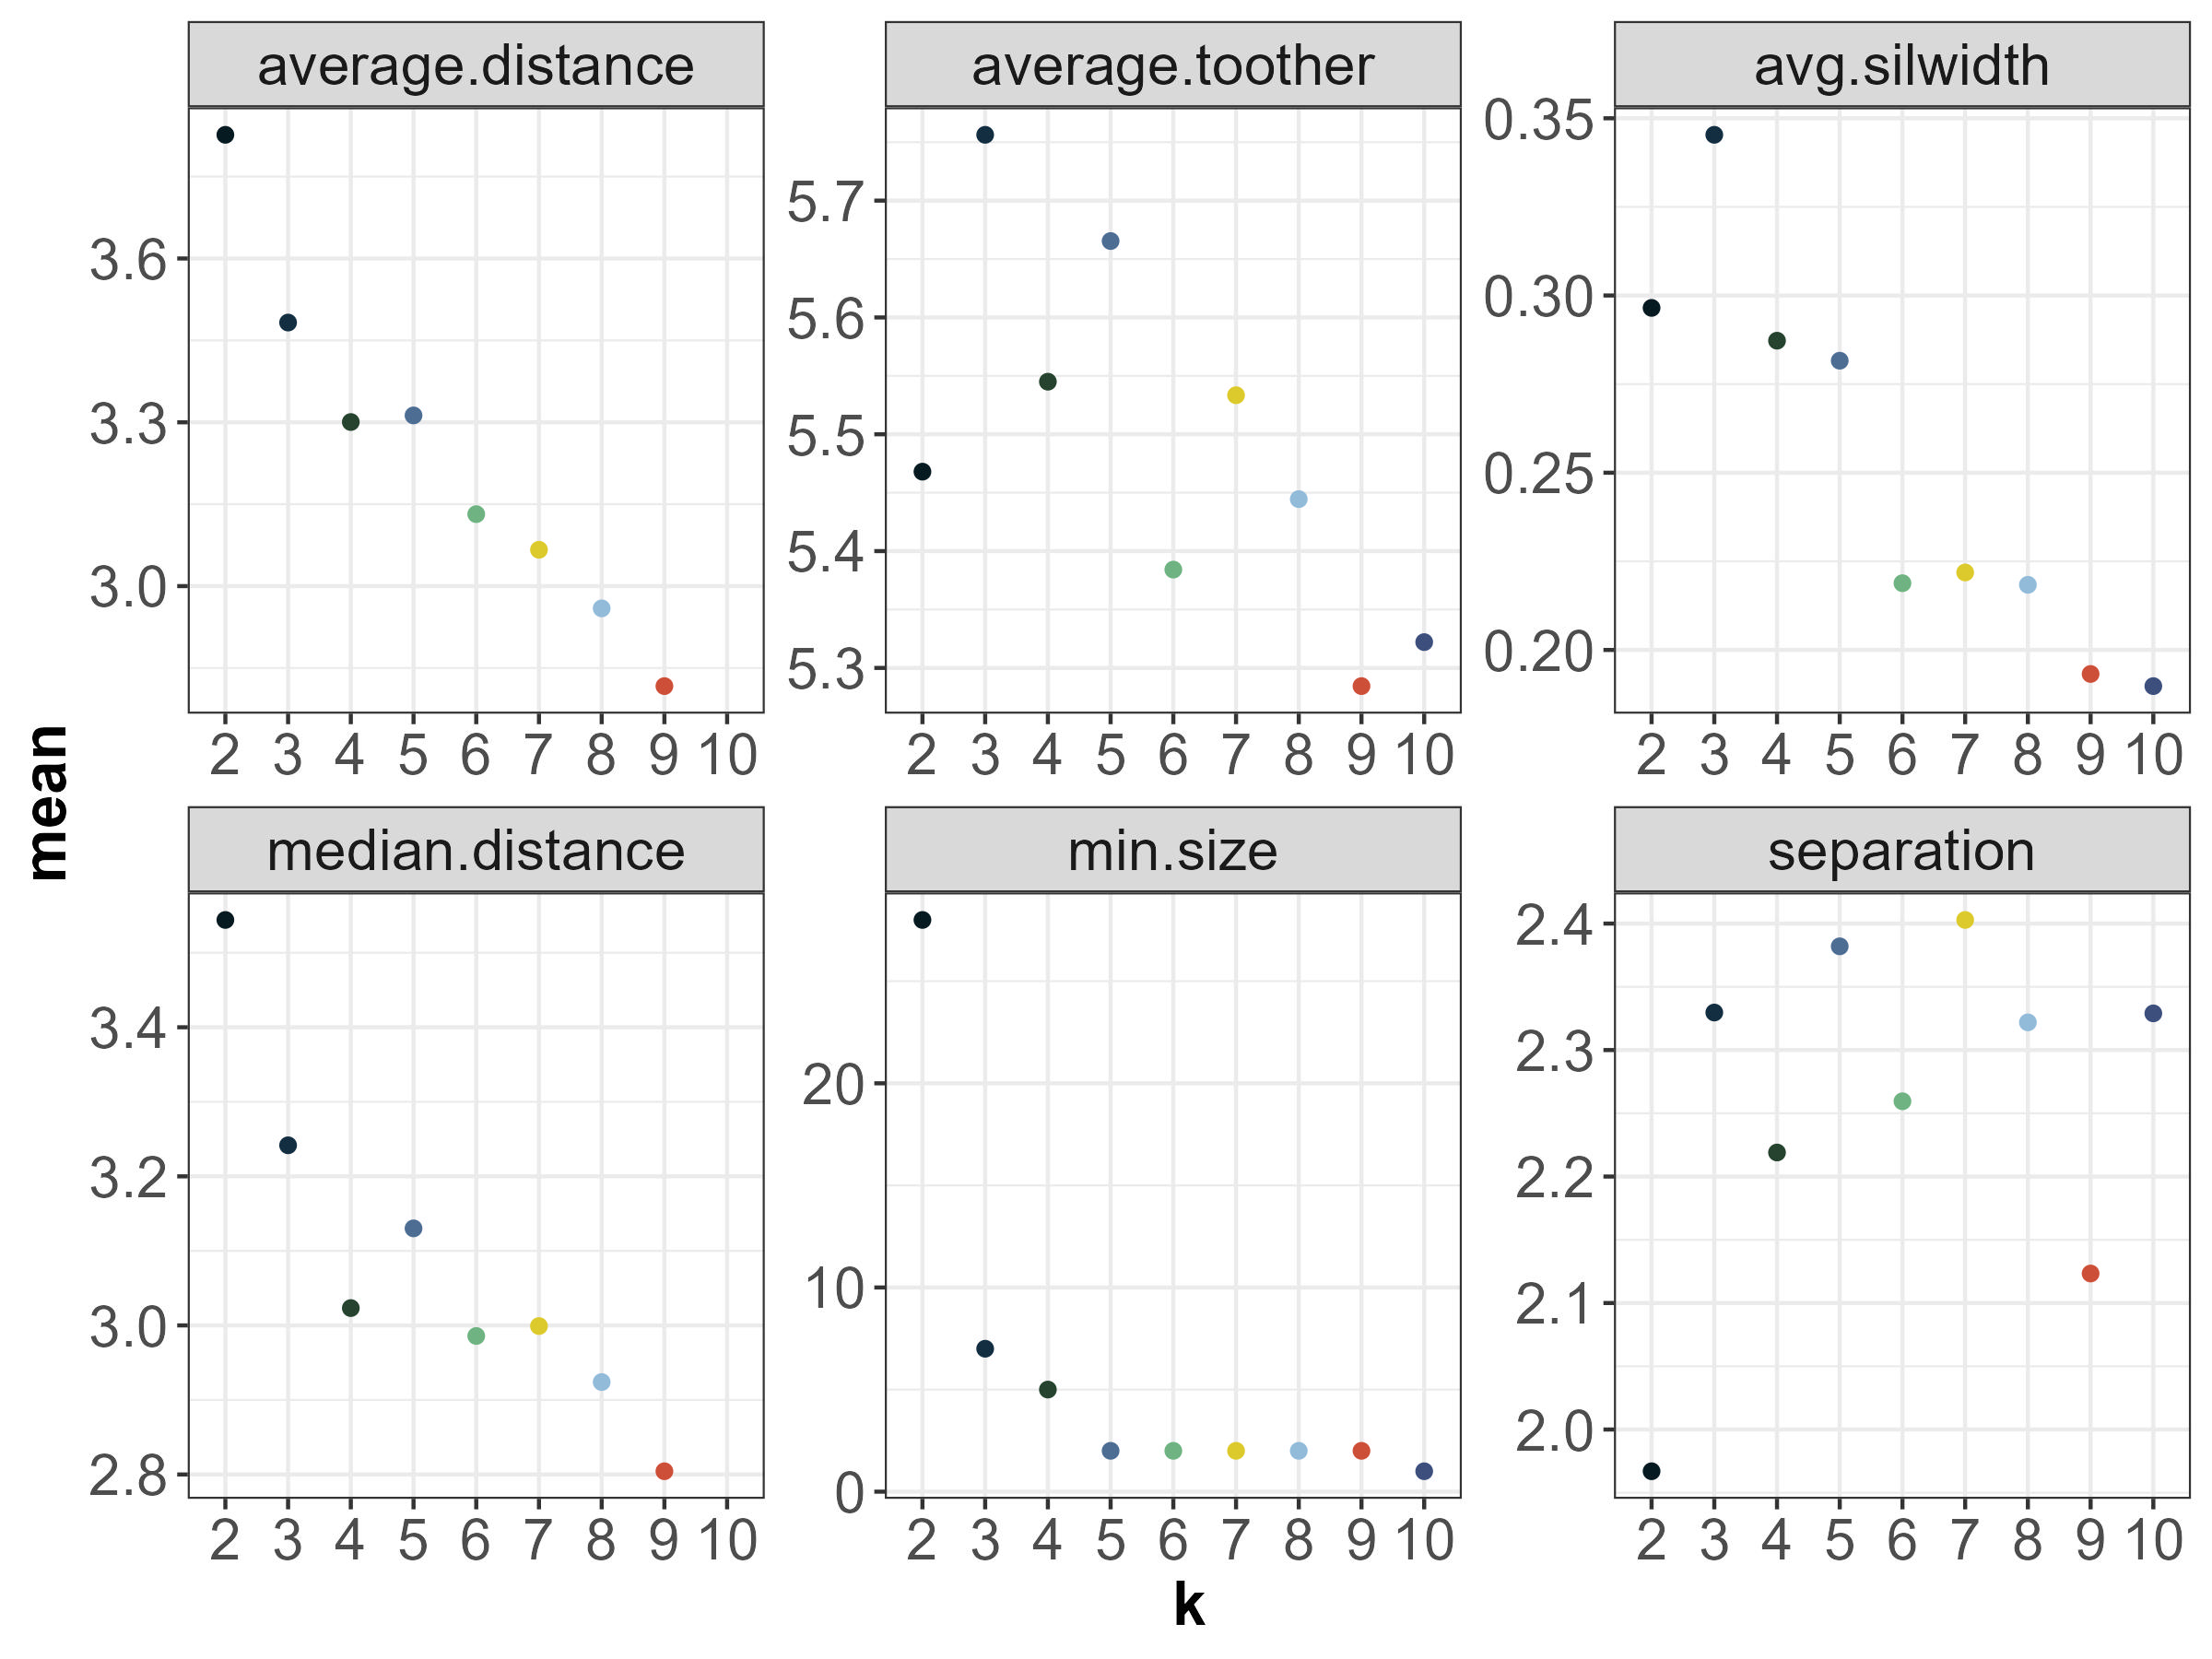 average.distance average.toother avg.silwidth
3.6
3.3
3.0
2 3 4 5 6 7 8 9 10
5.7
5.6
5.5
5.4
5.3
2 3 4 5 6 7 8 9 10
0.35
0.30
0.25
0.20
2 3 4 5 6 7 8 9 10
mean
median.distance min.size separation
3.4
3.2
3.0
2.8
2 3 4 5 6 7 8 9 10
20
10
0
2 3 4 5 6 7 8 9 10
2.4
2.3
2.2
2.1
2.0
2 3 4 5 6 7 8 9 10
k